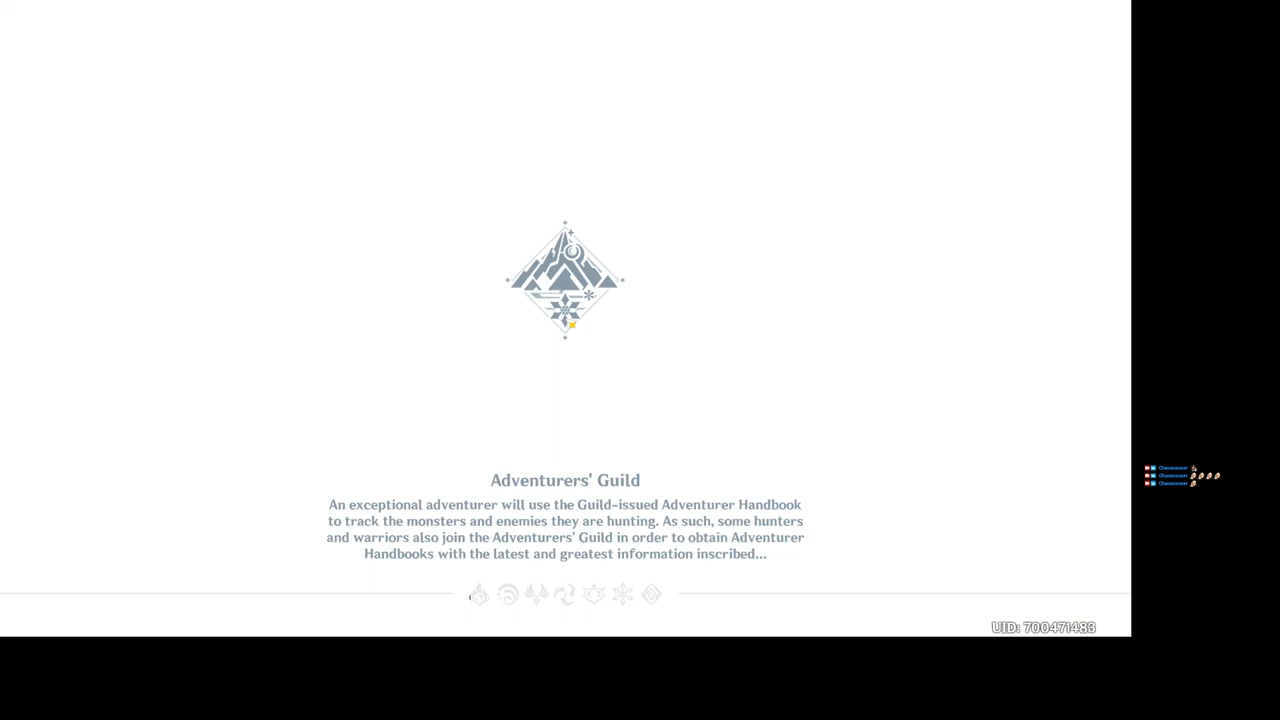 Adventurers' Guild
An exceptional adventurer will use the Guild-issued Adventurer Handbook
to track the monsters and enemies they are hunting. As such, some hunters
and warriors also join the Adventurers' Guild in order to obtain Adventurer
Handbooks with the latest and greatest information inscribed...
UID: 700471483